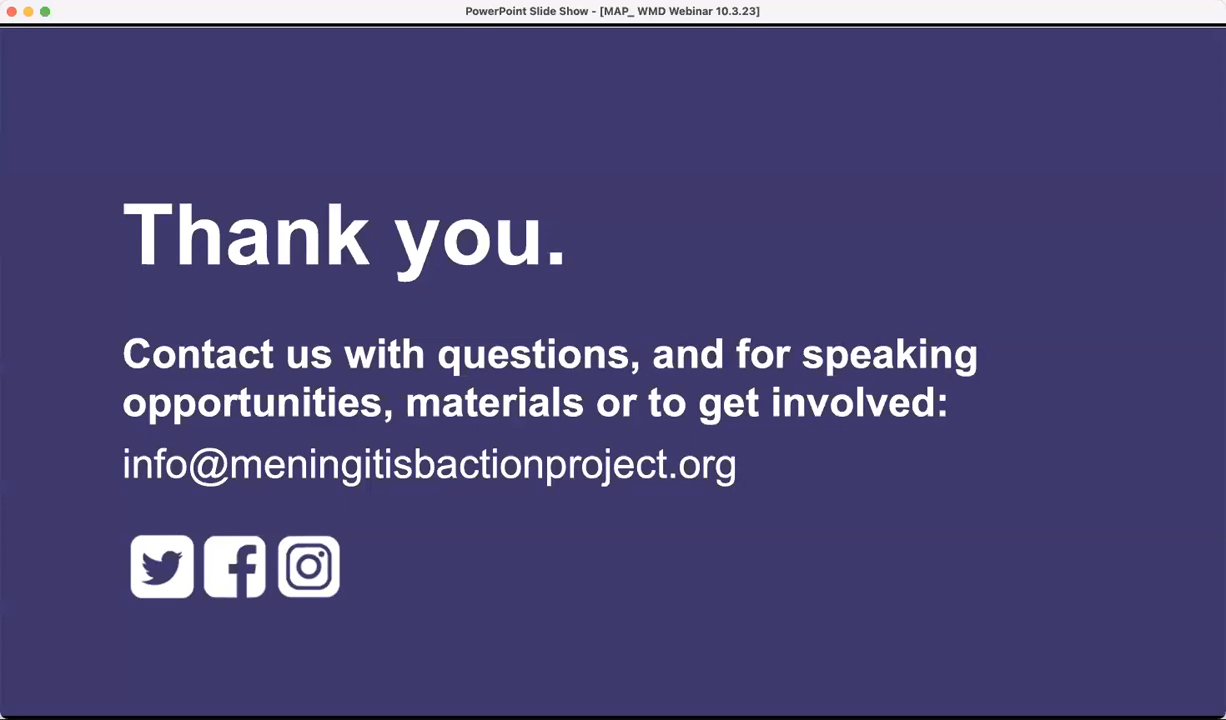 PowerPoint Slide Show - [MAP_ WMD Webinar 10.3.23]
Thank you.
Contact us with questions, and for speaking
opportunities, materials or to get involved:
info@meningitisbactionproject.org